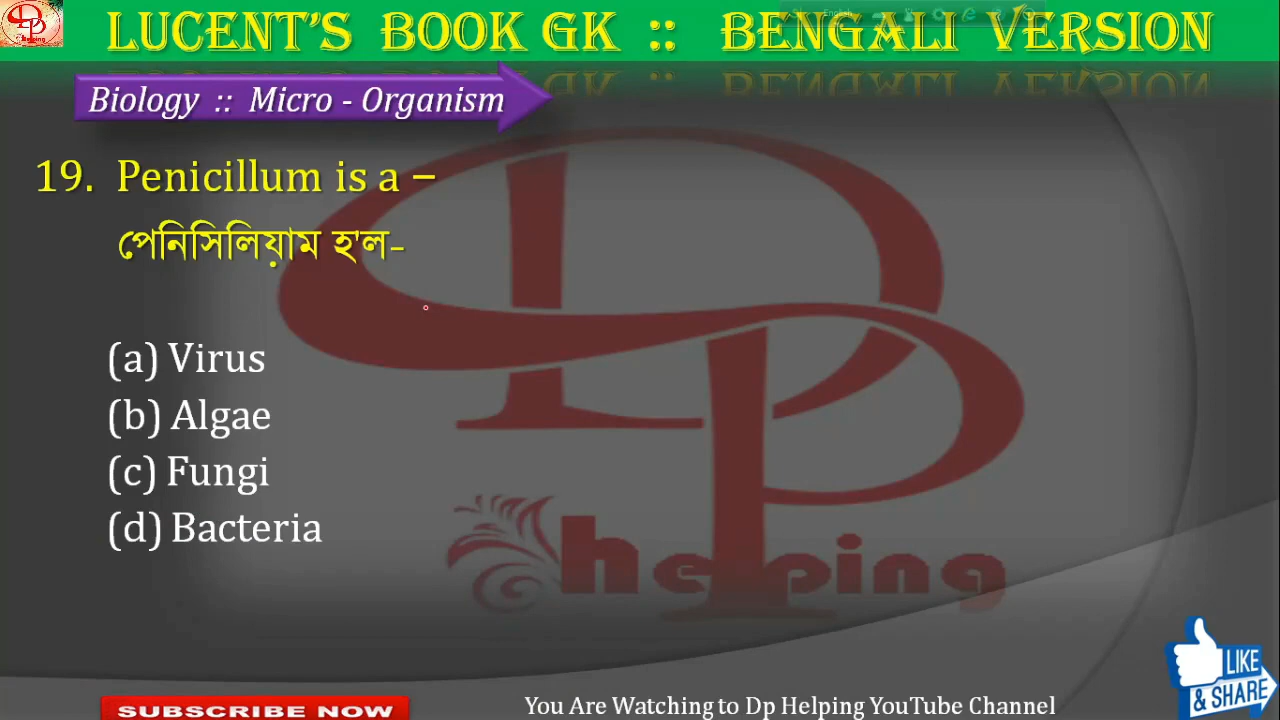 LUCENT'S BOOK GK :: BENGALI VERSION
Biology :: Micro - Organism
19. Penicillum is a –
পেনিসিলিয়াম হ'ল-
(a) Virus
(b) Algae
(c) Fungi
(d) Bacteria
DP
helping
LIKE
& SHARE
SUBSCRIBE NOW
You Are Watching to Dp Helping YouTube Channel